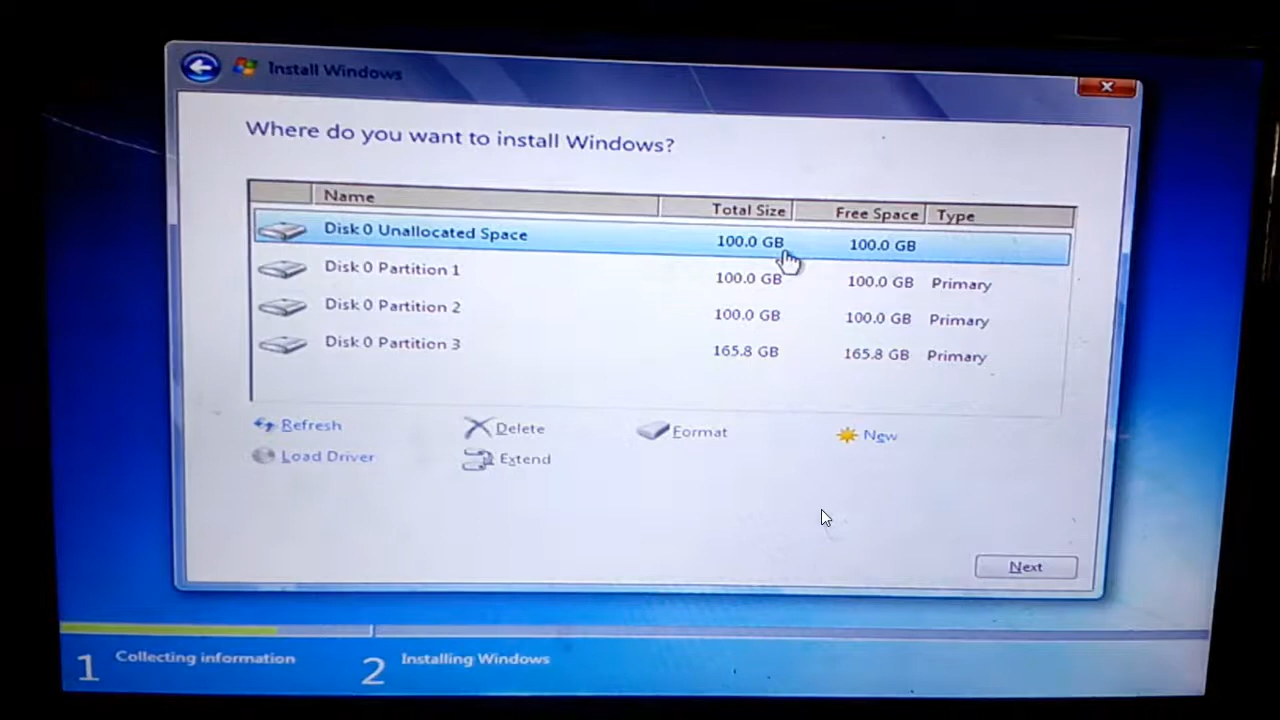 Install Windows
Where do you want to install Windows?
Name Total Size Free Space Type
Disk 0 Unallocated Space 100.0 GB 100.0 GB
Disk 0 Partition 1 100.0 GB 100.0 GB Primary
Disk 0 Partition 2 100.0 GB 100.0 GB Primary
Disk 0 Partition 3 165.8 GB 165.8 GB Primary
Refresh Delete Format New
Load Driver Extend
Next
1 Collecting information 2 Installing Windows